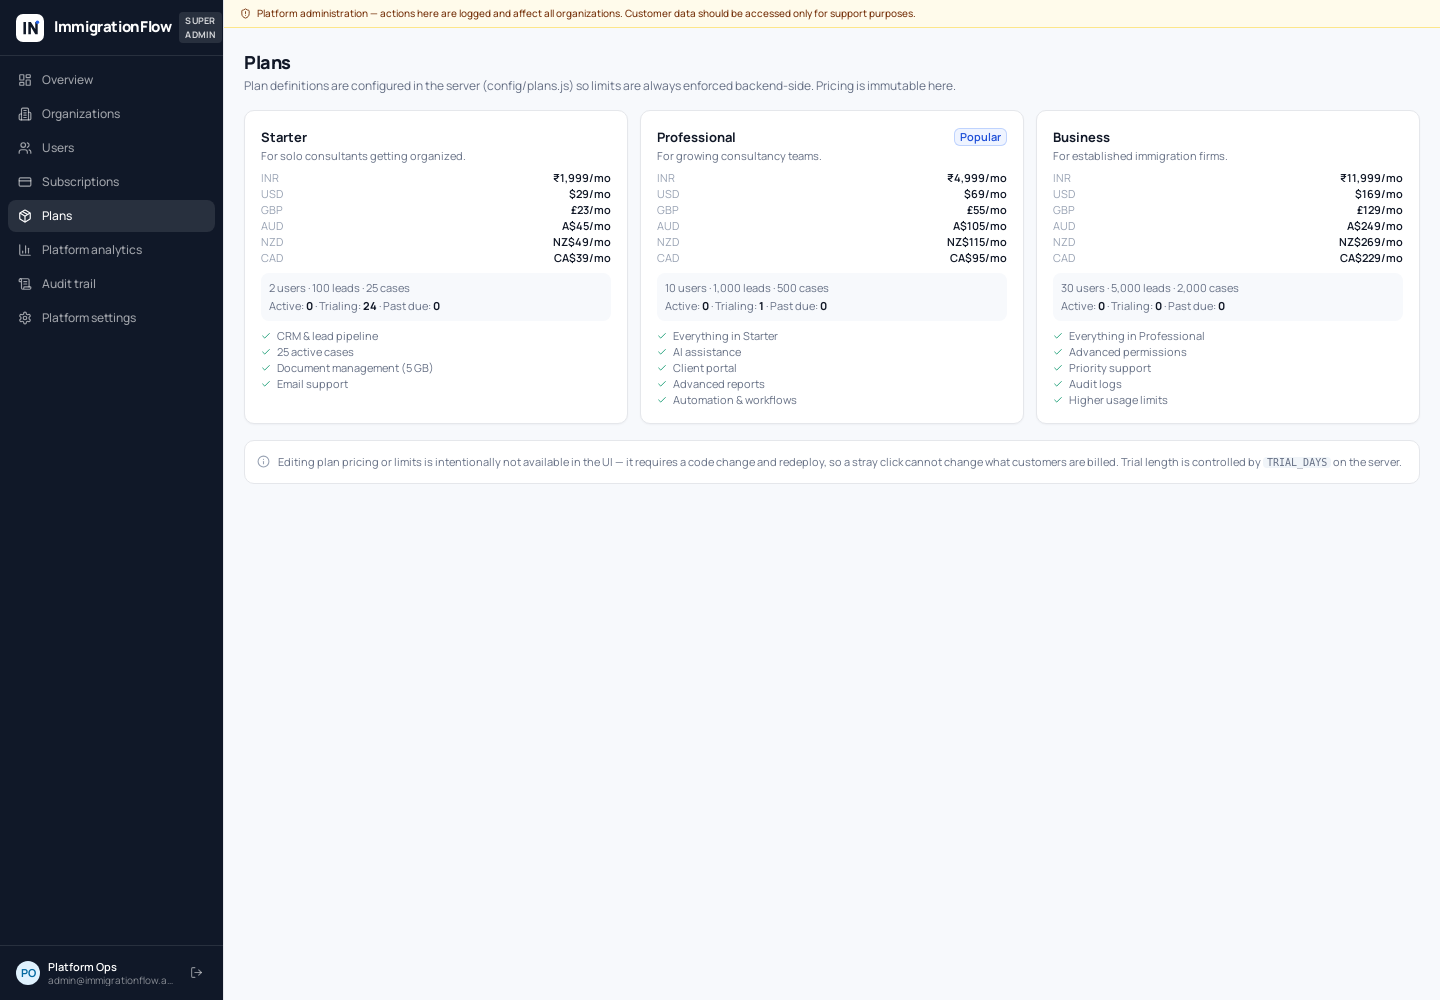 IN ImmigrationFlow SUPER ADMIN
Platform administration — actions here are logged and affect all organizations. Customer data should be accessed only for support purposes.
Overview
Organizations
Users
Subscriptions
Plans
Platform analytics
Audit trail
Platform settings
Plans
Plan definitions are configured in the server (config/plans.js) so limits are always enforced backend-side. Pricing is immutable here.
Starter
For solo consultants getting organized.
INR ₹1,999/mo
USD $29/mo
GBP £23/mo
AUD A$45/mo
NZD NZ$49/mo
CAD CA$39/mo
2 users · 100 leads · 25 cases
Active: 0 · Trialing: 24 · Past due: 0
CRM & lead pipeline
25 active cases
Document management (5 GB)
Email support
Professional Popular
For growing consultancy teams.
INR ₹4,999/mo
USD $69/mo
GBP £55/mo
AUD A$105/mo
NZD NZ$115/mo
CAD CA$95/mo
10 users · 1,000 leads · 500 cases
Active: 0 · Trialing: 1 · Past due: 0
Everything in Starter
AI assistance
Client portal
Advanced reports
Automation & workflows
Business
For established immigration firms.
INR ₹11,999/mo
USD $169/mo
GBP £129/mo
AUD A$249/mo
NZD NZ$269/mo
CAD CA$229/mo
30 users · 5,000 leads · 2,000 cases
Active: 0 · Trialing: 0 · Past due: 0
Everything in Professional
Advanced permissions
Priority support
Audit logs
Higher usage limits
Editing plan pricing or limits is intentionally not available in the UI — it requires a code change and redeploy, so a stray click cannot change what customers are billed. Trial length is controlled by TRIAL_DAYS on the server.
PO Platform Ops
admin@immigrationflow.a...